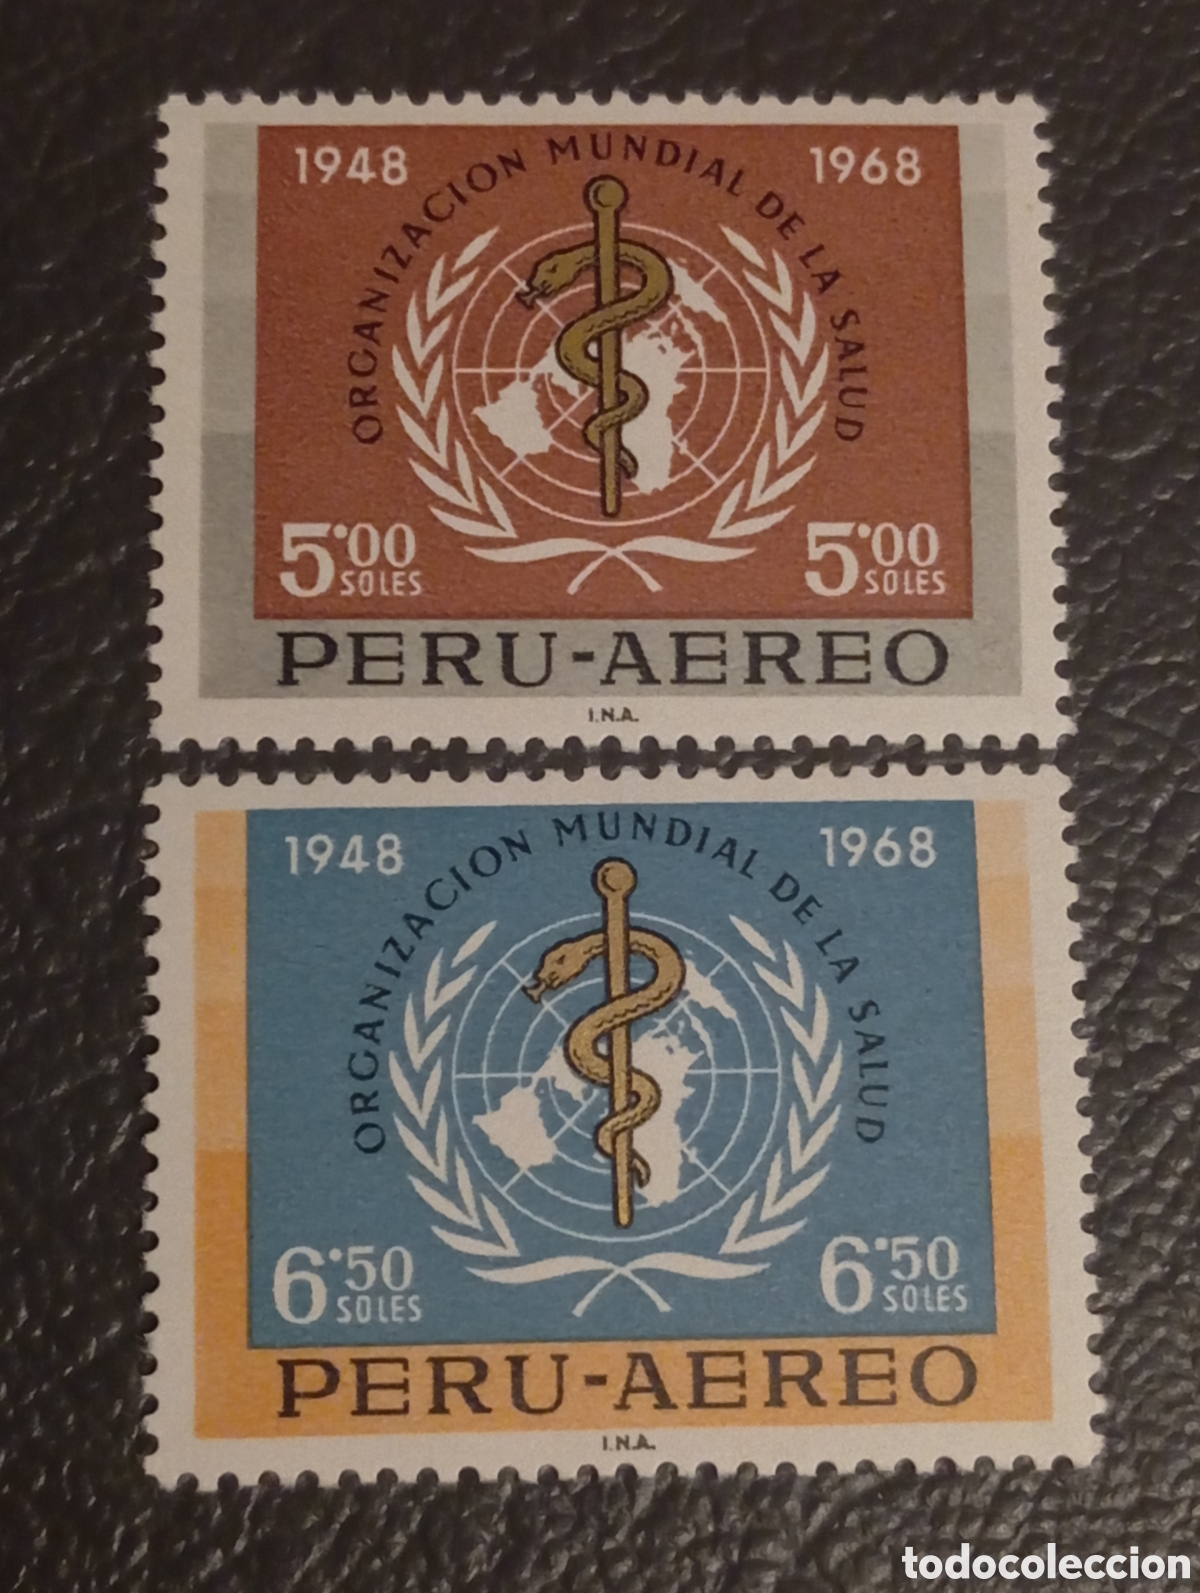 1948 ORGANIZACION MUNDIAL DE LA SALUD 1968
5.00 SOLES 5.00 SOLES
PERU-AEREO
I.N.A.
1948 ORGANIZACION MUNDIAL DE LA SALUD 1968
6.50 SOLES 6.50 SOLES
PERU-AEREO
I.N.A.
todocoleccion